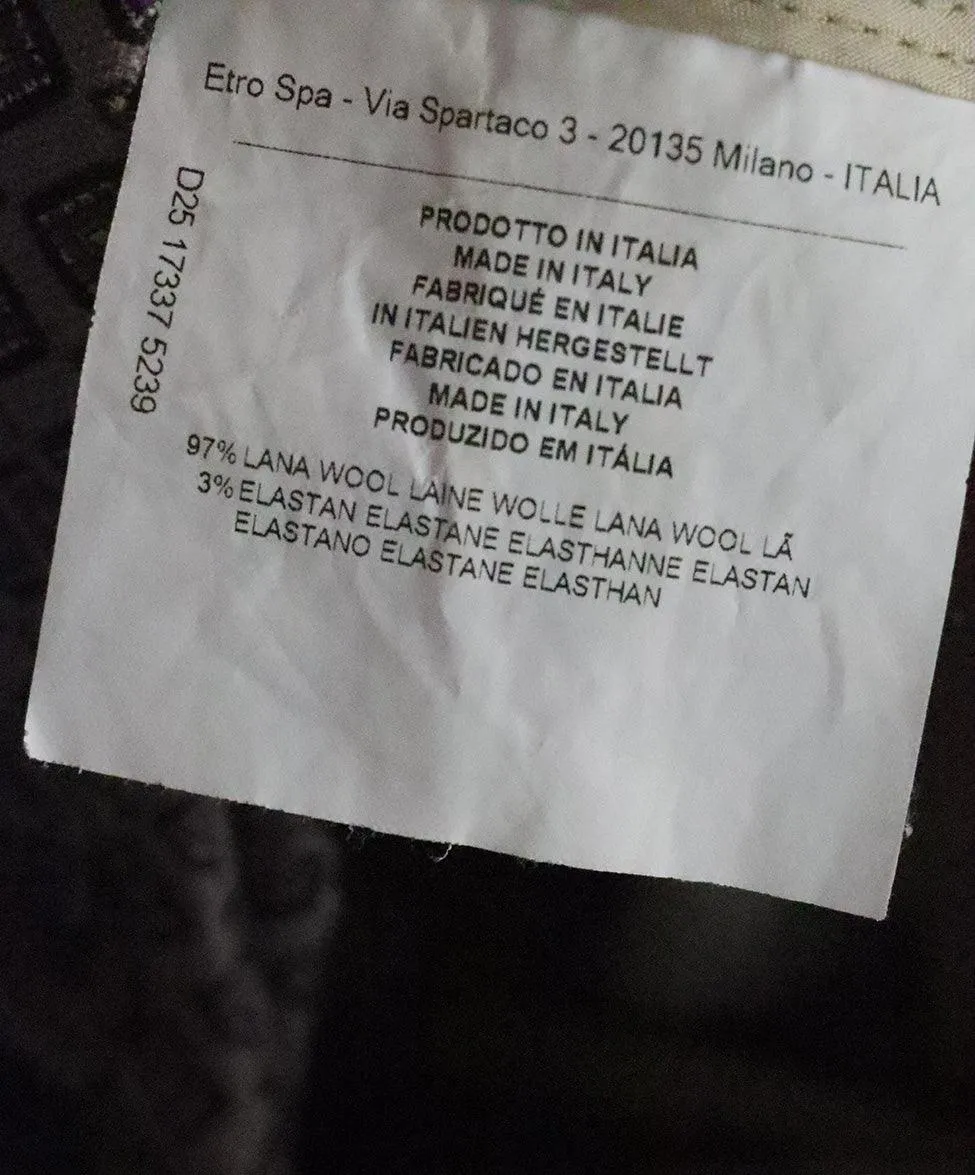 Etro Spa - Via Spartaco 3 - 20135 Milano - ITALIA
D25 17337 5239
PRODOTTO IN ITALIA
MADE IN ITALY
FABRIQUÉ EN ITALIE
IN ITALIEN HERGESTELLT
FABRICADO EN ITALIA
MADE IN ITALY
PRODUZIDO EM ITÁLIA
97% LANA WOOL LAINE WOLLE LANA WOOL LÃ
3% ELASTAN ELASTANE ELASTHANNE ELASTAN
ELASTANO ELASTANE ELASTHAN